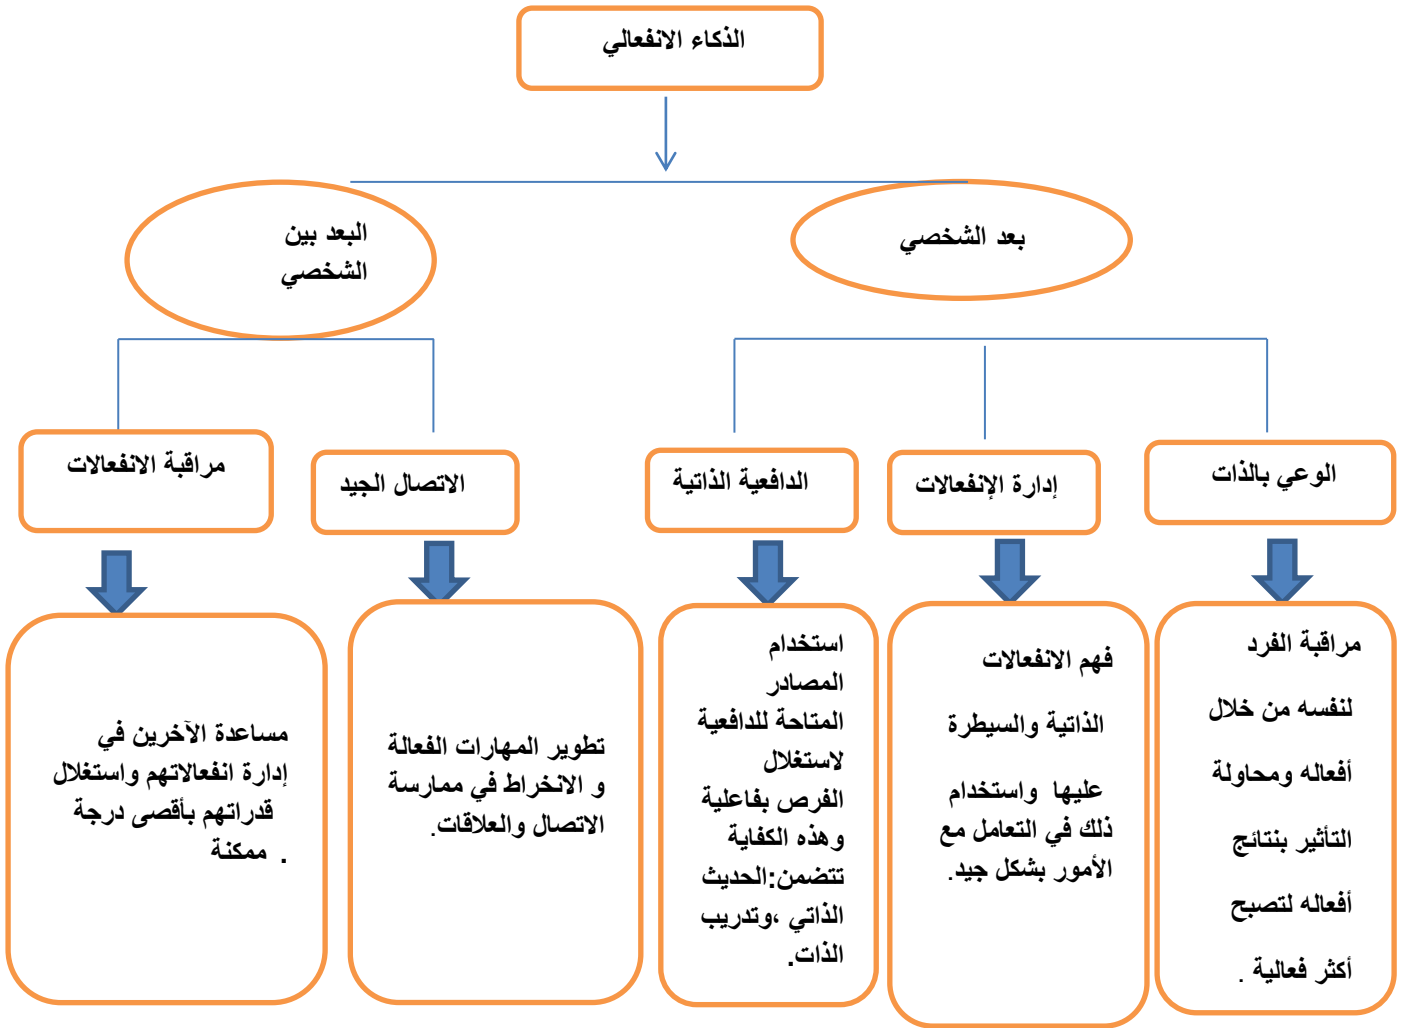 الذكاء الانفعالي
بعد الشخصي
البعد بين
الشخصي
الوعي بالذات
إدارة الإنفعالات
الدافعية الذاتية
الاتصال الجيد
مراقبة الانفعالات
مراقبة الفرد
لنفسه من خلال
أفعاله ومحاولة
التأثير بنتائج
أفعاله لتصبح
أكثر فعالية .
فهم الانفعالات
الذاتية والسيطرة
عليها واستخدام
ذلك في التعامل مع
الأمور بشكل جيد.
استخدام
المصادر
المتاحة للدافعية
لاستغلال
الفرص بفاعلية
وهذه الكفاية
تتضمن:الحديث
الذاتي ،وتدريب
الذات.
تطوير المهارات الفعالة
و الانخراط في ممارسة
الاتصال والعلاقات.
مساعدة الآخرين في
إدارة انفعالاتهم واستغلال
قدراتهم بأقصى درجة
ممكنة .